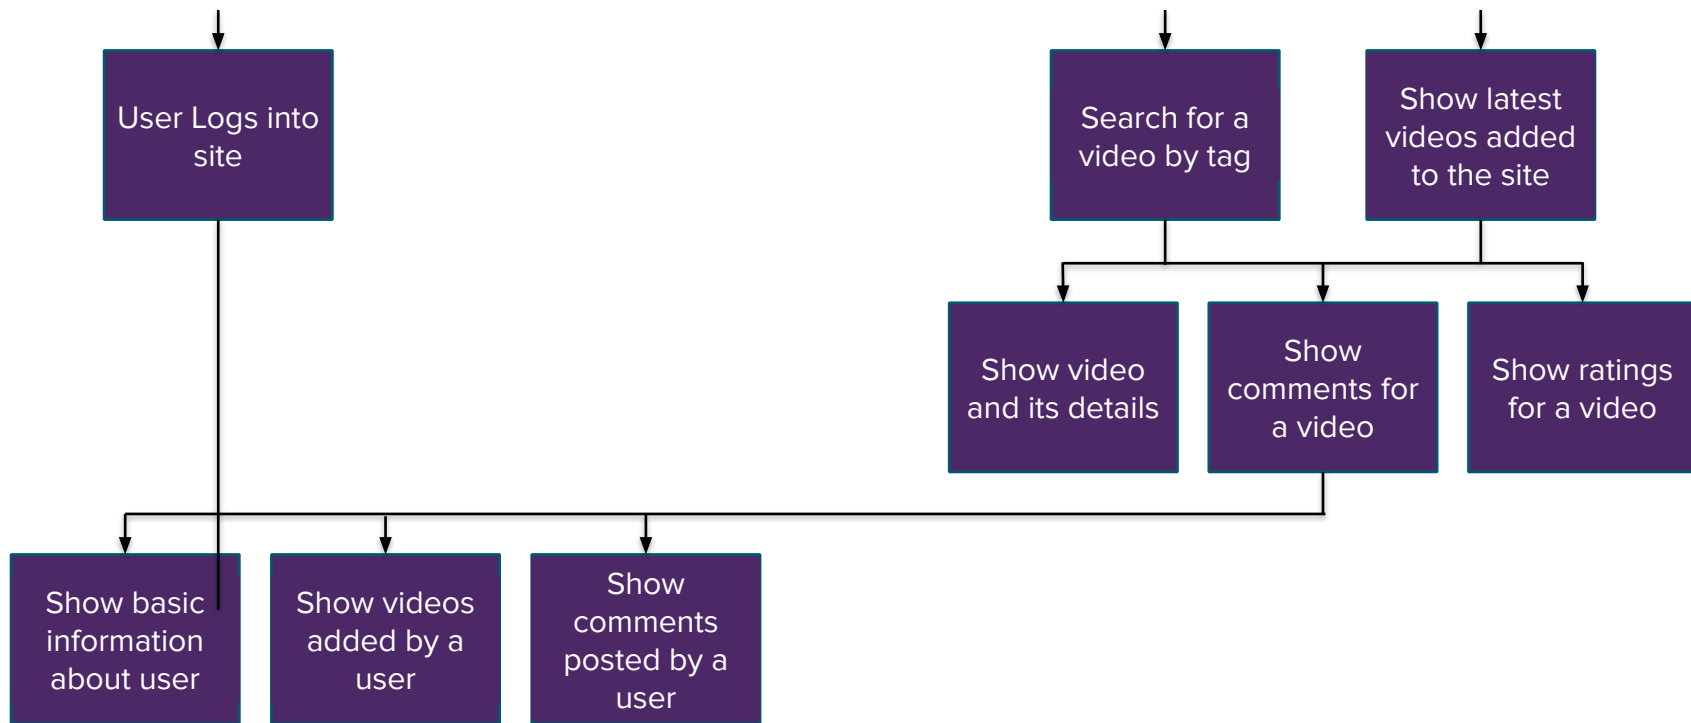 User Logs into
site
Search for a
video by tag
Show latest
videos added
to the site
Show video
and its details
Show
comments for
a video
Show ratings
for a video
Show basic
information
about user
Show videos
added by a
user
Show
comments
posted by a
user